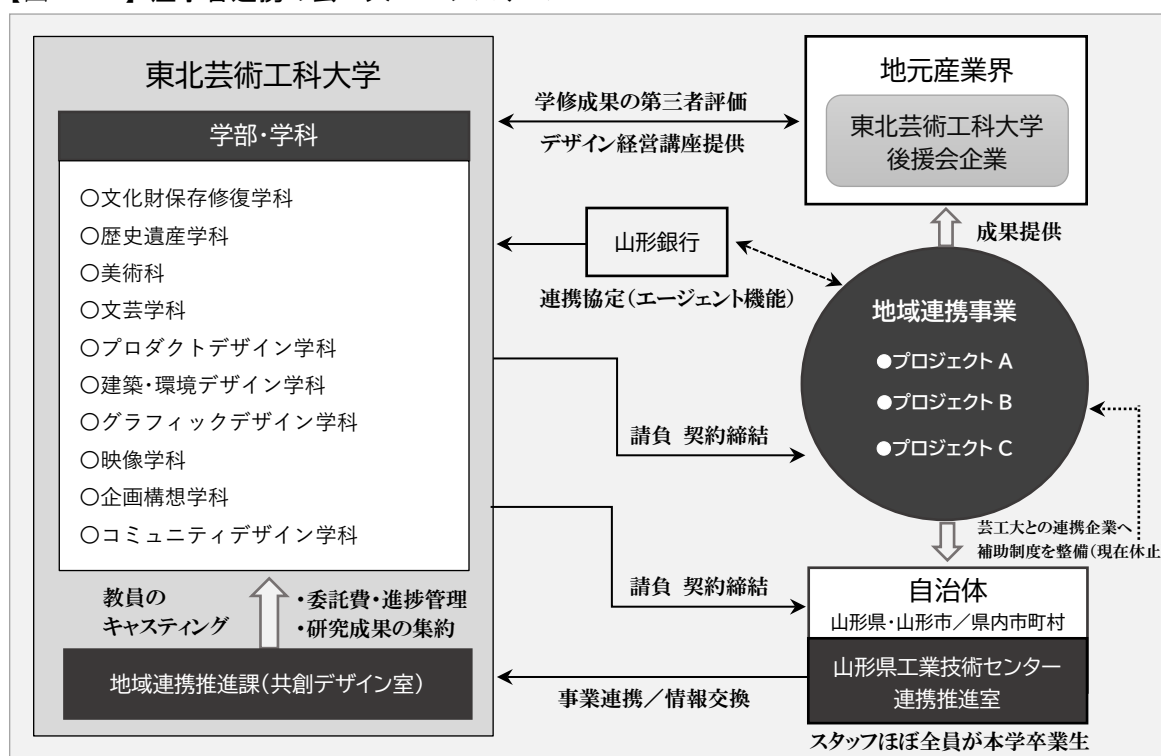 東北芸術工科大学
学部・学科
〇文化財保存修復学科
〇歴史遺産学科
〇美術科
〇文芸学科
〇プロダクトデザイン学科
〇建築・環境デザイン学科
〇グラフィックデザイン学科
〇映像学科
〇企画構想学科
〇コミュニティデザイン学科
教員の
キャスティング
・委託費・進捗管理
・研究成果の集約
地域連携推進課(共創デザイン室)
学修成果の第三者評価
デザイン経営講座提供
山形銀行
連携協定(エージェント機能)
請負 契約締結
請負 契約締結
事業連携/情報交換
地元産業界
東北芸術工科大学
後援会企業
成果提供
地域連携事業
●プロジェクト A
●プロジェクト B
●プロジェクト C
芸工大との連携企業へ
補助制度を整備(現在休止
自治体
山形県・山形市/県内市町村
山形県工業技術センター
連携推進室
スタッフほぼ全員が本学卒業生